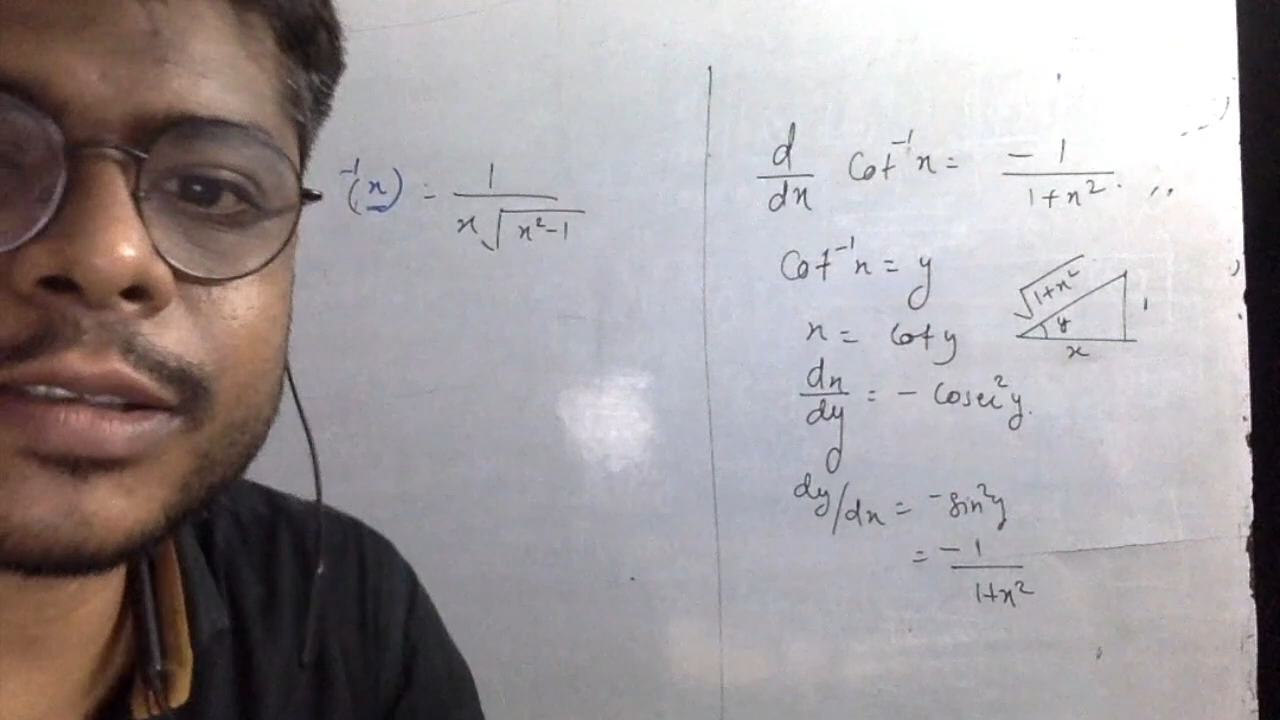 -1(x) = 1 / x√x²-1
d/dx Cot-1x = -1 / 1+x².
Cot-1x = y
x = Cot y
dx/dy = - Cosec²y.
dy/dx = -Sin²y
= -1 / 1+x²
√1+x²
y
1
x